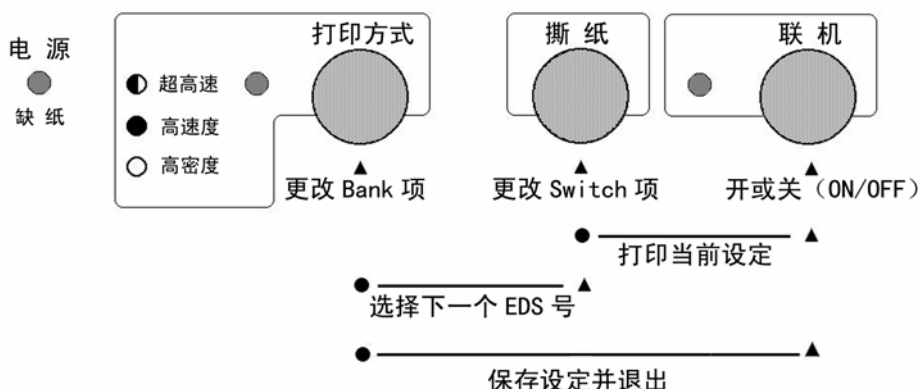 电 源
缺 纸
打印方式
超高速
高速度
高密度
撕 纸
联 机
更改 Bank 项
更改 Switch 项
开或关（ON/OFF）
打印当前设定
选择下一个 EDS 号
保存设定并退出